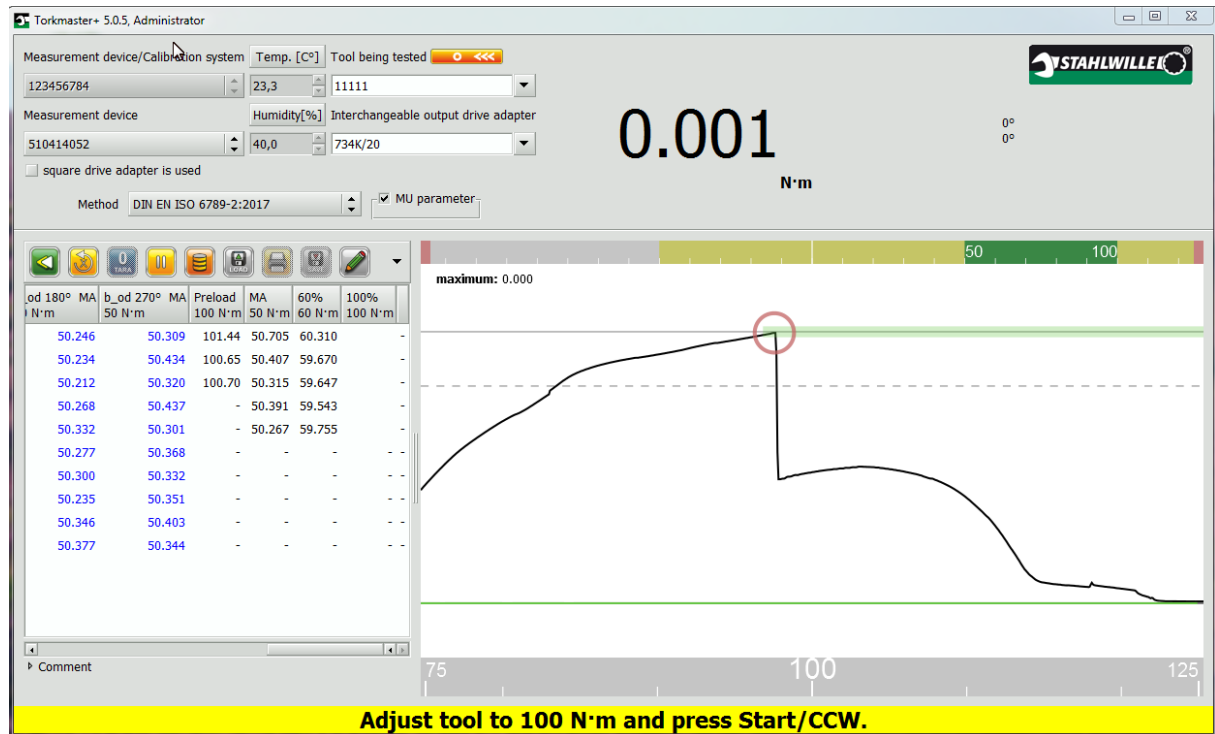 Torkmaster+ 5.0.5, Administrator
Measurement device/Calibration system Temp. [C°] Tool being tested O <<<
123456784 23,3 11111
Measurement device Humidity[%] Interchangeable output drive adapter
510414052 40,0 734K/20
square drive adapter is used
Method DIN EN ISO 6789-2:2017 MU parameter
0.001
N·m
0°
0°
STAHLWILLE®
0 TARA LOAD SAVE
_od 180° MA b_od 270° MA Preload MA 60% 100%
N·m 50 N·m 100 N·m 50 N·m 60 N·m 100 N·m
50.246 50.309 101.44 50.705 60.310 -
50.234 50.434 100.65 50.407 59.670 -
50.212 50.320 100.70 50.315 59.647 -
50.268 50.437 - 50.391 59.543 -
50.332 50.301 - 50.267 59.755 -
50.277 50.368 - - - - -
50.300 50.332 - - - - -
50.235 50.351 - - - - -
50.346 50.403 - - - - -
50.377 50.344 - - - - -
Comment
50 100
maximum: 0.000
75 100 125
Adjust tool to 100 N·m and press Start/CCW.